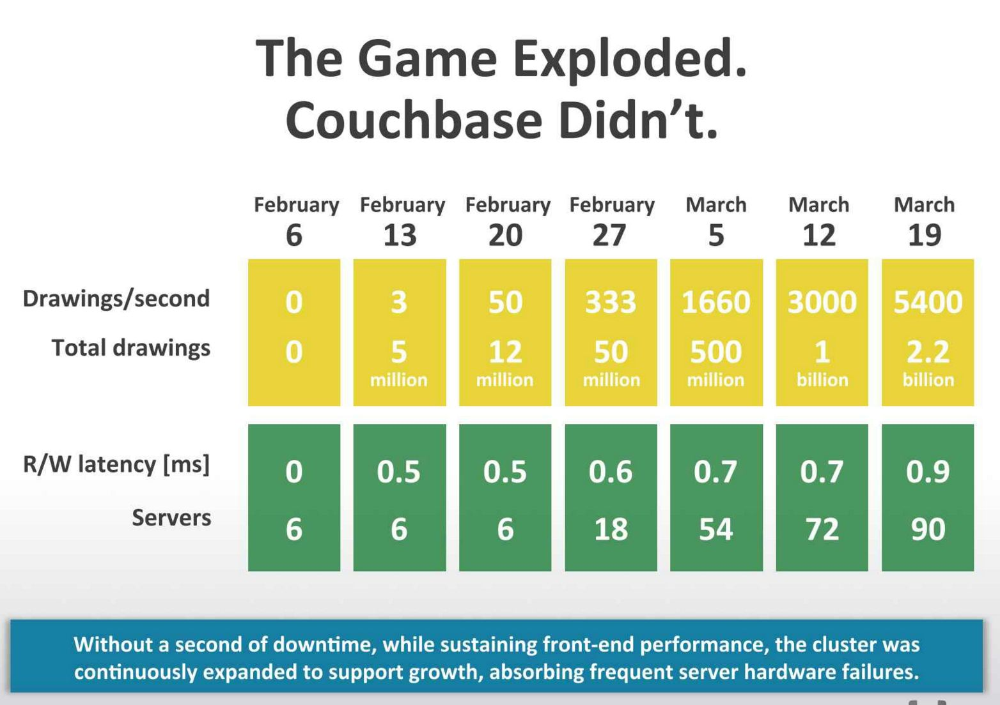 The Game Exploded.
Couchbase Didn’t.
February February February February March March March
6 13 20 27 5 12 19
Drawings/second 0 3 50 333 1660 3000 5400
Total drawings 0 5 12 50 500 1 2.2
million million million million billion billion
R/W latency [ms] 0 0.5 0.5 0.6 0.7 0.7 0.9
Servers 6 6 6 18 54 72 90
Without a second of downtime, while sustaining front-end performance, the cluster was
continuously expanded to support growth, absorbing frequent server hardware failures.